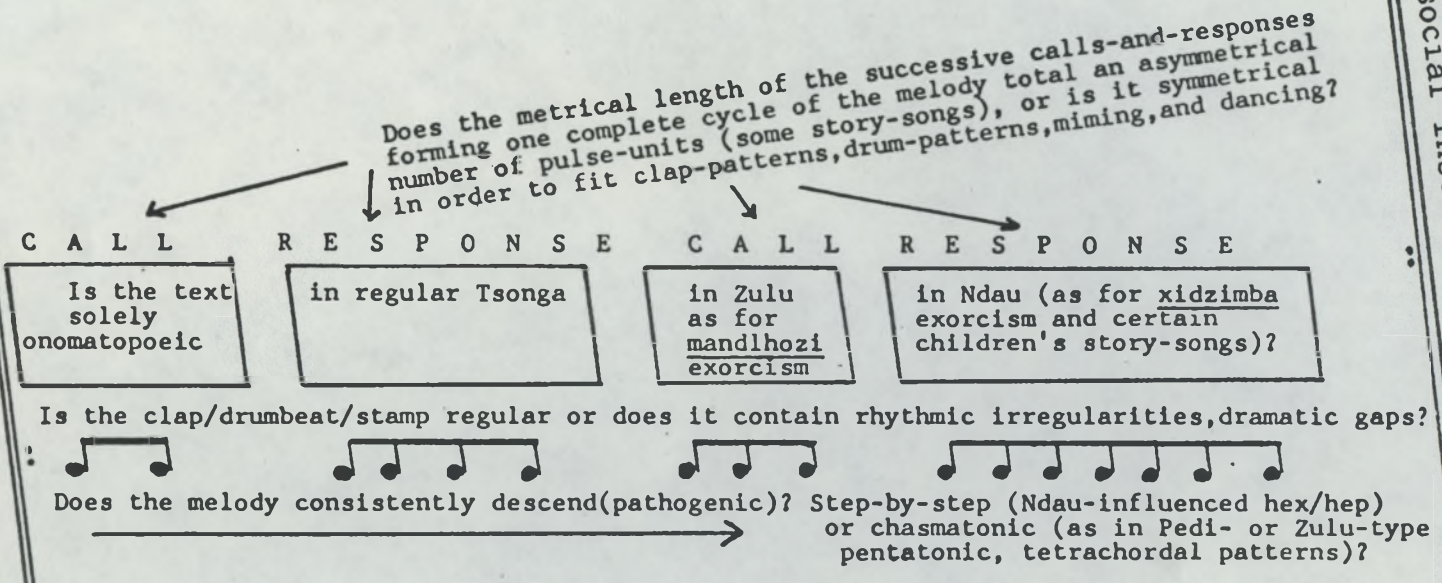 Does the metrical length of the successive calls-and-responses
forming one complete cycle of the melody total an asymmetrical
number of pulse-units (some story-songs), or is it symmetrical
in order to fit clap-patterns,drum-patterns,miming,and dancing?
social
C A L L R E S P O N S E C A L L R E S P O N S E
Is the text
solely
onomatopoeic
in regular Tsonga
in Zulu
as for
mandlhozi
exorcism
in Ndau (as for xidzimba
exorcism and certain
children's story-songs)?
Is the clap/drumbeat/stamp regular or does it contain rhythmic irregularities,dramatic gaps?
Does the melody consistently descend(pathogenic)? Step-by-step (Ndau-influenced hex/hep)
or chasmatonic (as in Pedi- or Zulu-type
pentatonic, tetrachordal patterns)?